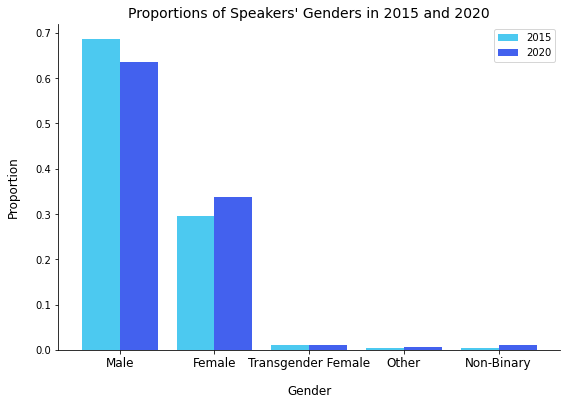 Proportions of Speakers' Genders in 2015 and 2020
2015
2020
0.7
0.6
0.5
0.4
0.3
0.2
0.1
0.0
Proportion
Male
Female
Transgender Female
Other
Non-Binary
Gender